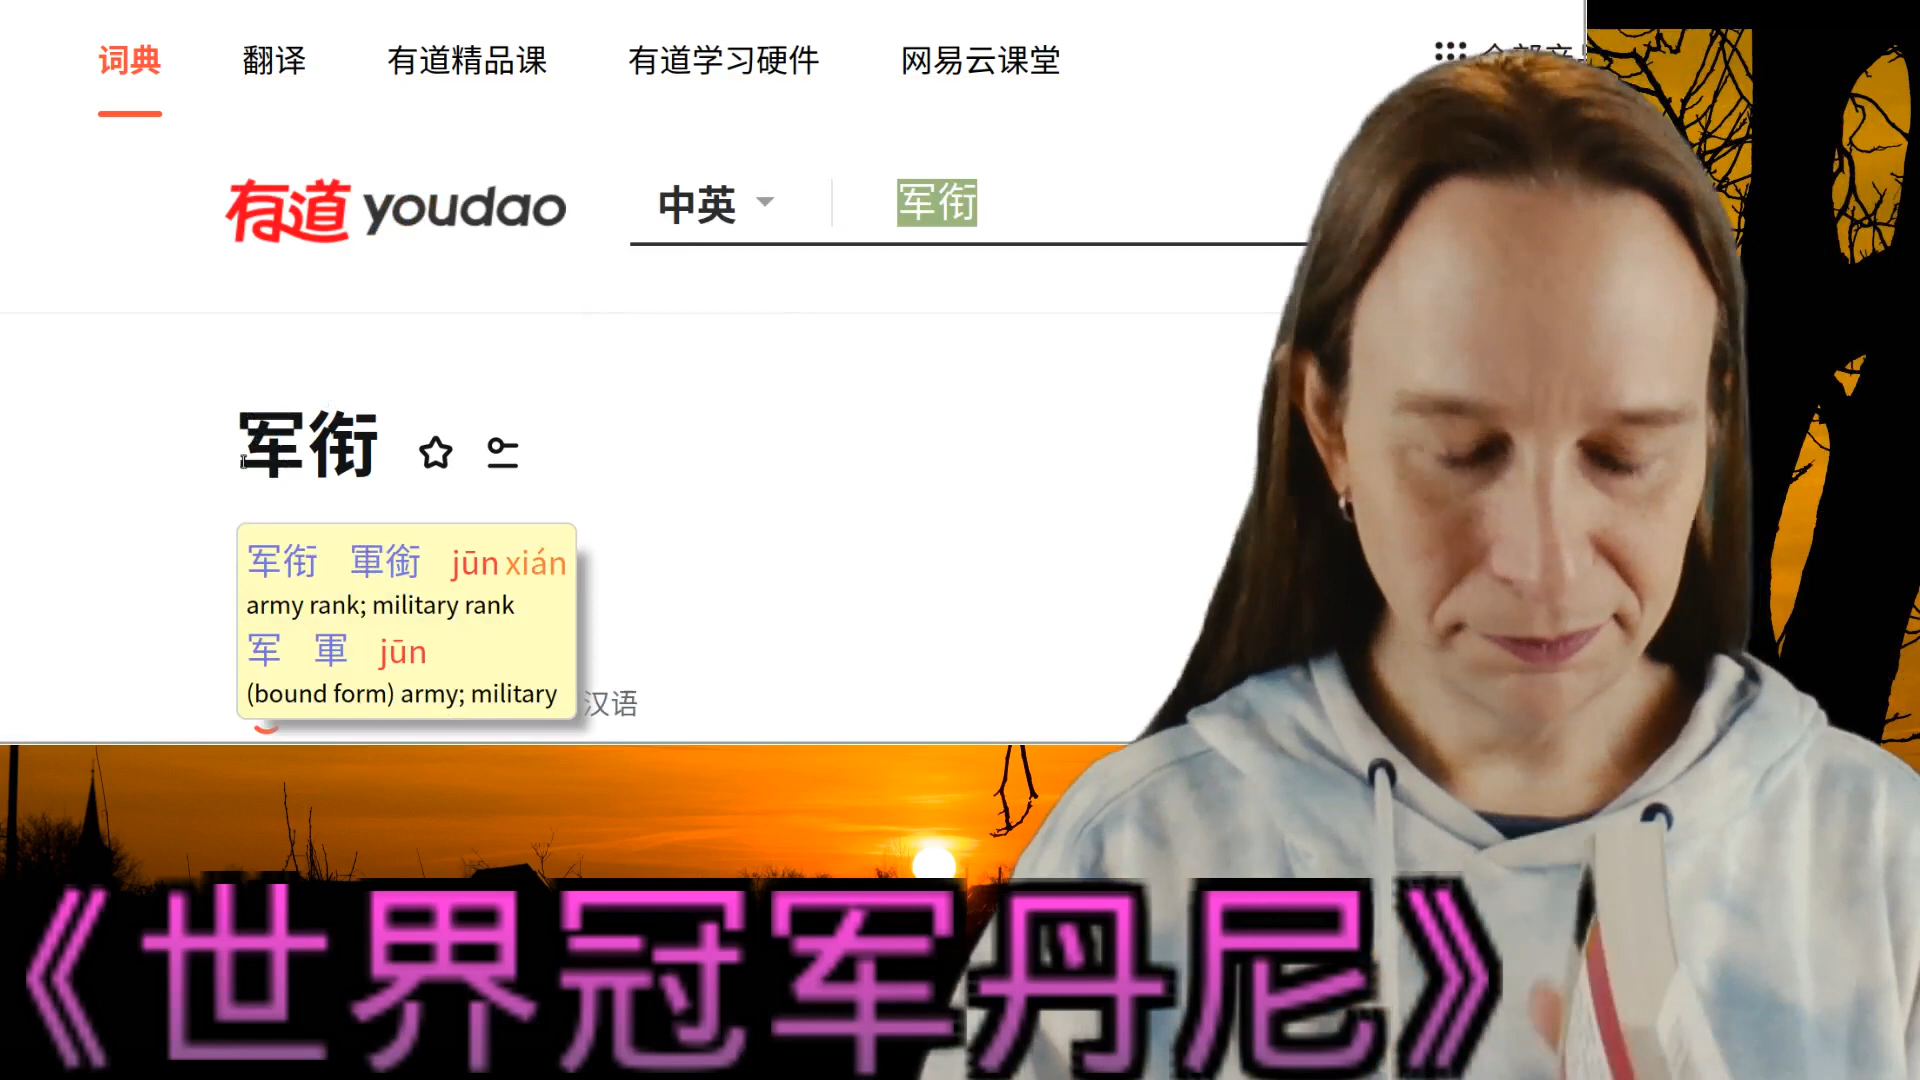 词典 翻译 有道精品课 有道学习硬件 网易云课堂
有道 youdao 中英 军衔
军衔
军衔 軍銜 jūn xián
army rank; military rank
军 軍 jūn
(bound form) army; military
汉语
《世界冠军丹尼》